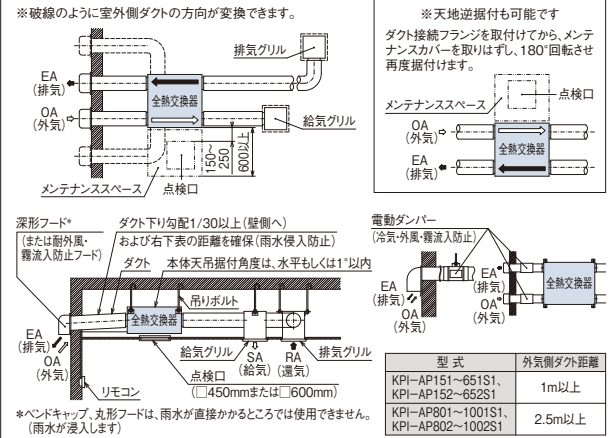 ※破線のように室外側ダクトの方向が変換できます。
排気グリル
EA
(排気)
全熱交換器
OA
(外気)
給気グリル
150〜
250
600以上
メンテナンススペース
点検口
※天地逆据付も可能です
ダクト接続フランジを取付けてから、メンテ
ナンスカバーを取りはずし、180°回転させ
再度据付けます。
点検口
メンテナンススペース
OA
(外気)
全熱交換器
EA
(排気)
深形フード*
(または耐外風・
霧流入防止フード)
ダクト下り勾配1/30以上(壁側へ)
および右下表の距離を確保(雨水侵入防止)
ダクト
本体天吊据付角度は、水平もしくは1°以内
吊りボルト
全熱交換器
EA
(排気)
OA
(外気)
給気グリル
SA
(給気)
RA
(還気)
排気グリル
点検口
(□450mmまたは□600mm)
リモコン
*ベンドキャップ、丸形フードは、雨水が直接かかるところでは使用できません。
(雨水が浸入します)
電動ダンパー
(冷気・外風・霧流入防止)
EA
(排気)
OA
(外気)
EA
(排気)
OA
(外気)
全熱交換器
型式 外気側ダクト距離
KPI−AP151〜651S1、
KPI−AP152〜652S1
1m以上
KPI−AP801〜1001S1、
KPI−AP802〜1002S1
2.5m以上